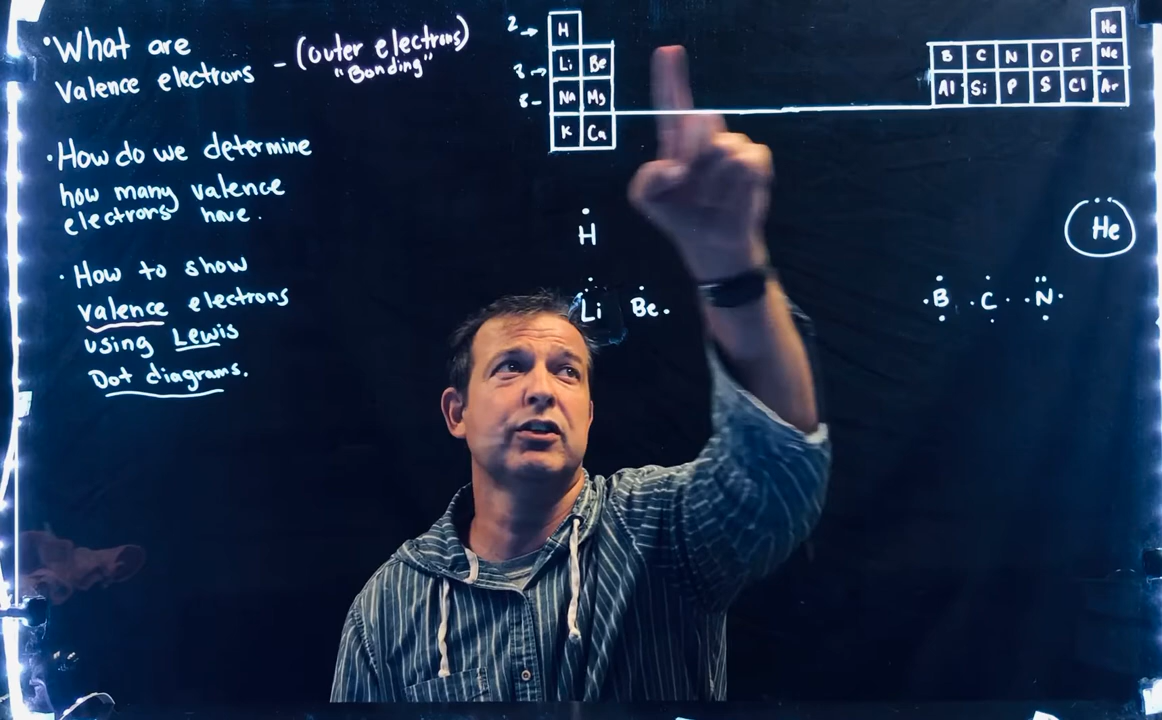 •What are
Valence electrons - (outer electrons)
"Bonding"
•How do we determine
how many valence
electrons have.
•How to show
valence electrons
using Lewis
Dot diagrams.
2→ H He
8→ Li Be B C N O F Ne
8- Na Mg Al Si P S Cl Ar
K Ca
H He
Li Be B C N